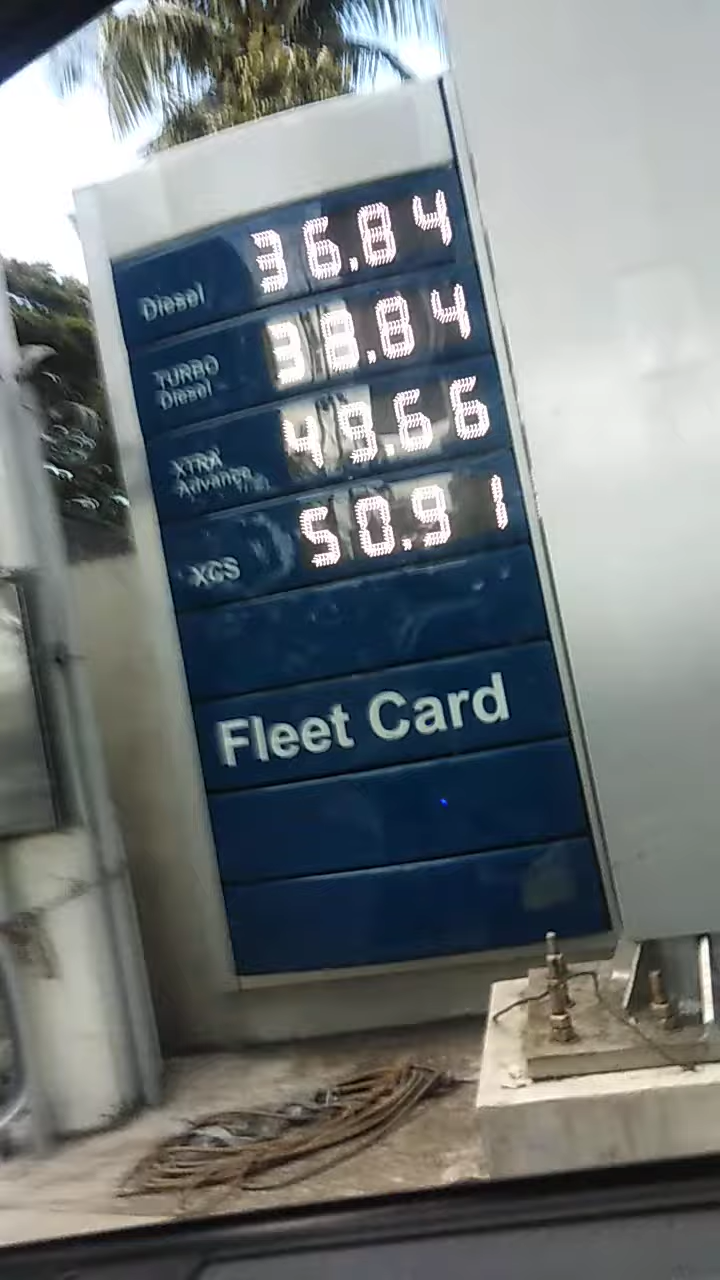 Diesel 36.84
TURBO Diesel 38.84
XTRA Advance 49.66
XCS 50.91
Fleet Card